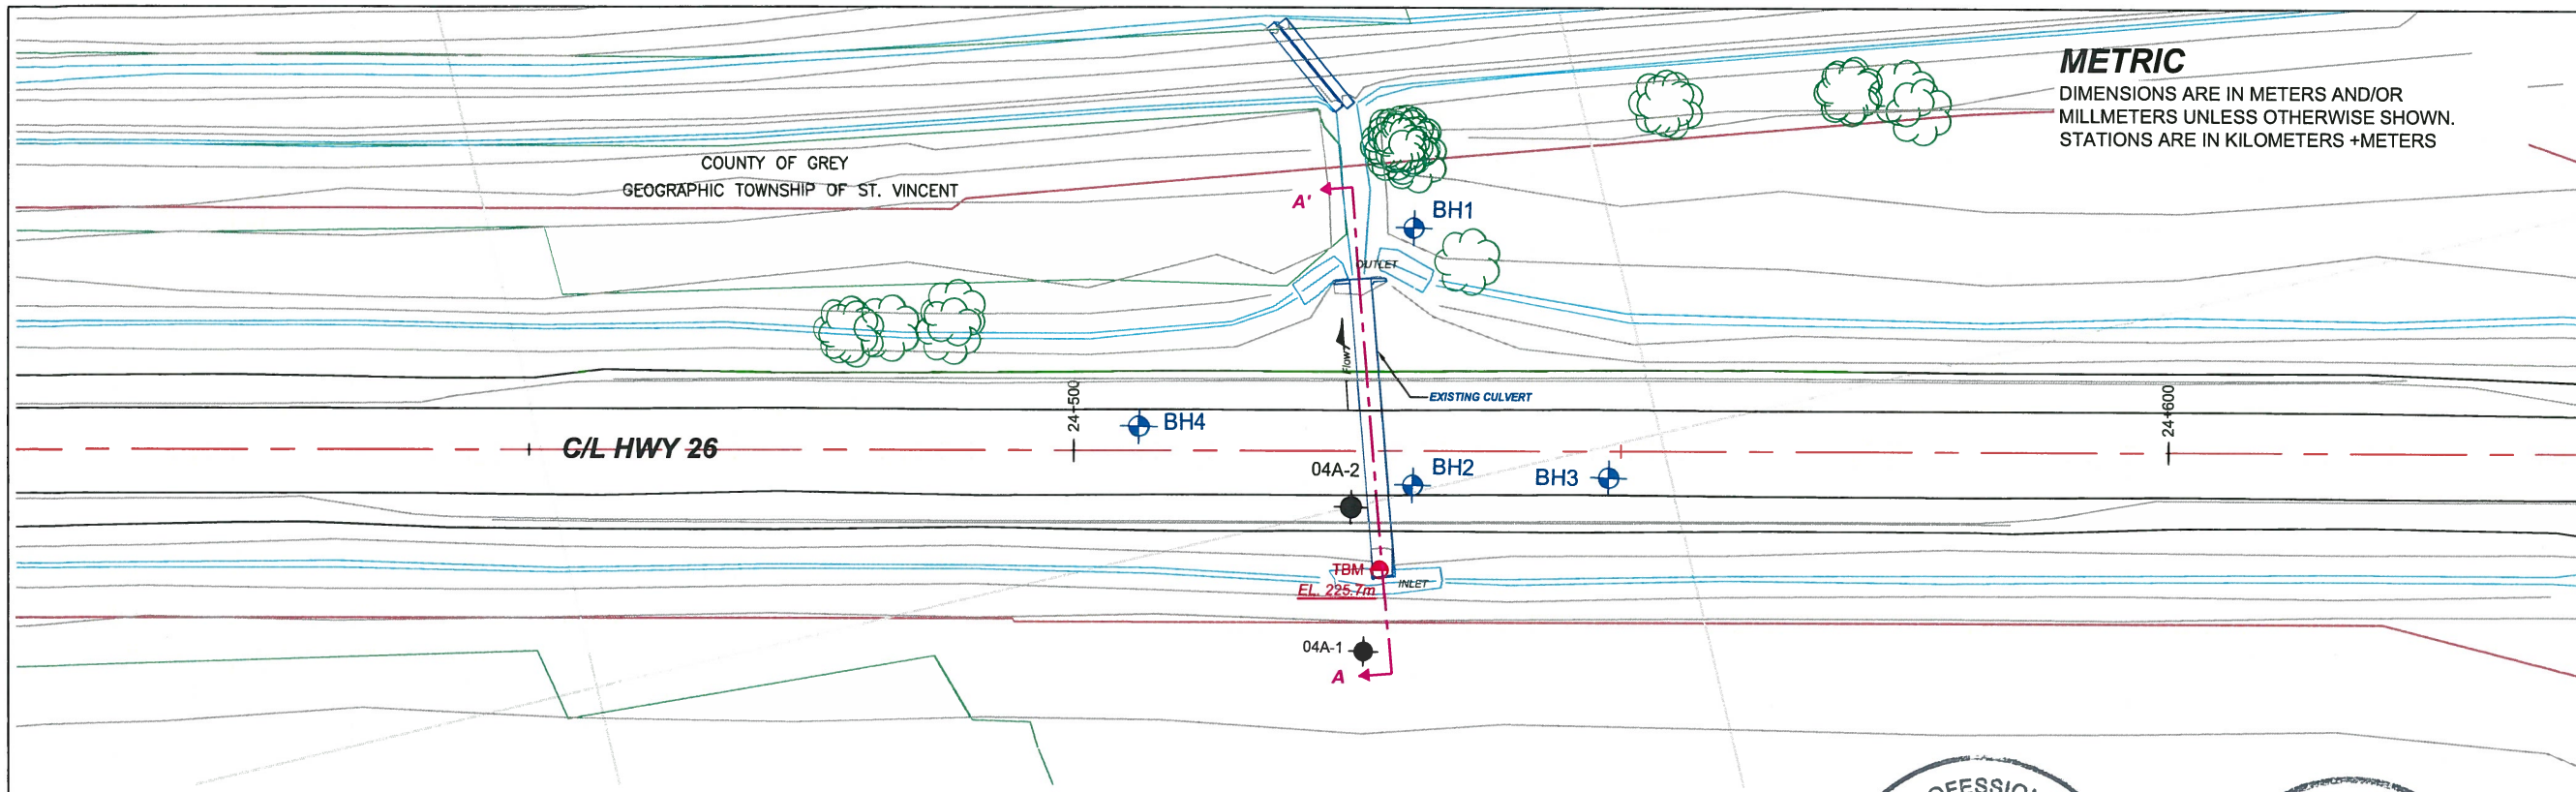 METRIC
DIMENSIONS ARE IN METERS AND/OR
MILLMETERS UNLESS OTHERWISE SHOWN.
STATIONS ARE IN KILOMETERS +METERS
COUNTY OF GREY
GEOGRAPHIC TOWNSHIP OF ST. VINCENT
A'
BH1
OUTLET
Flow
EXISTING CULVERT
24+500
24+600
BH4
C/L HWY 26
04A-2
BH2
BH3
TBM
EL. 225.7m
INLET
04A-1
A